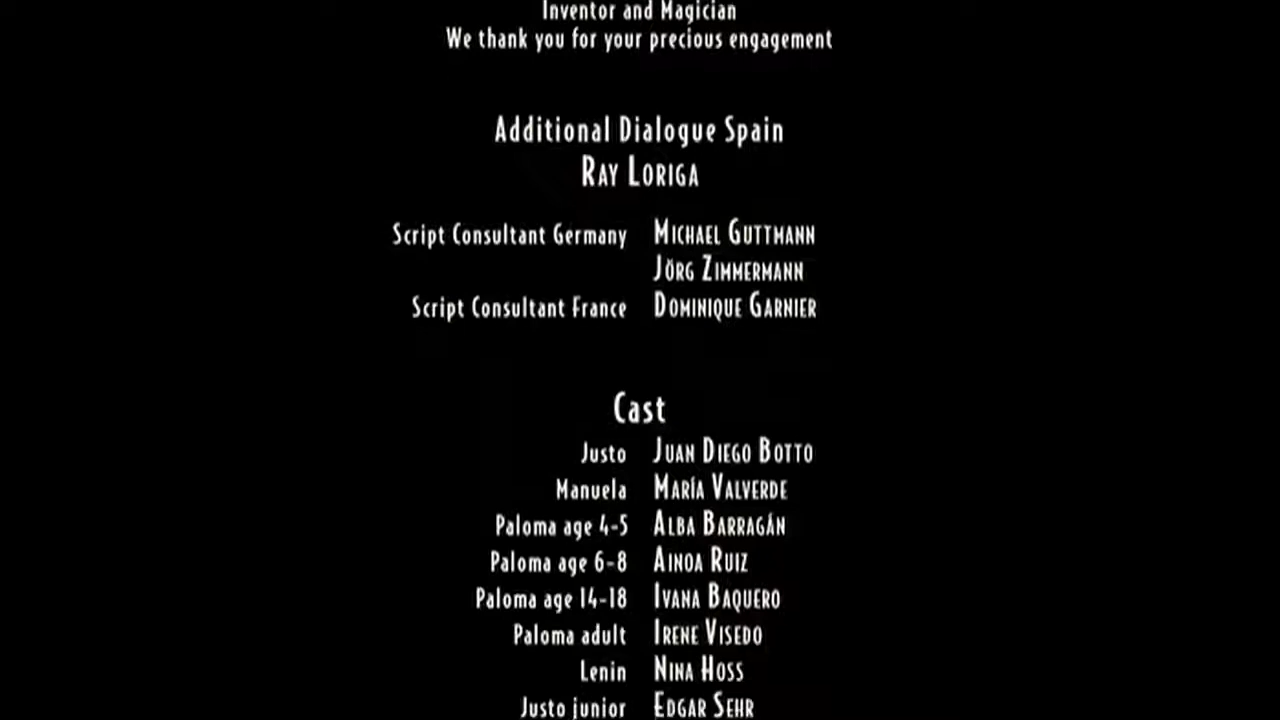 Inventor and Magician
We thank you for your precious engagement
Additional Dialogue Spain
RAY LORIGA
Script Consultant Germany MICHAEL GUTTMANN
JÖRG ZIMMERMANN
Script Consultant France DOMINIQUE GARNIER
Cast
Justo JUAN DIEGO BOTTO
Manuela MARÍA VALVERDE
Paloma age 4-5 ALBA BARRAGÁN
Paloma age 6-8 AINOA RUIZ
Paloma age 14-18 IVANA BAQUERO
Paloma adult IRENE VISEDO
Lenin NINA HOSS
Justo junior EDGAR SEHR